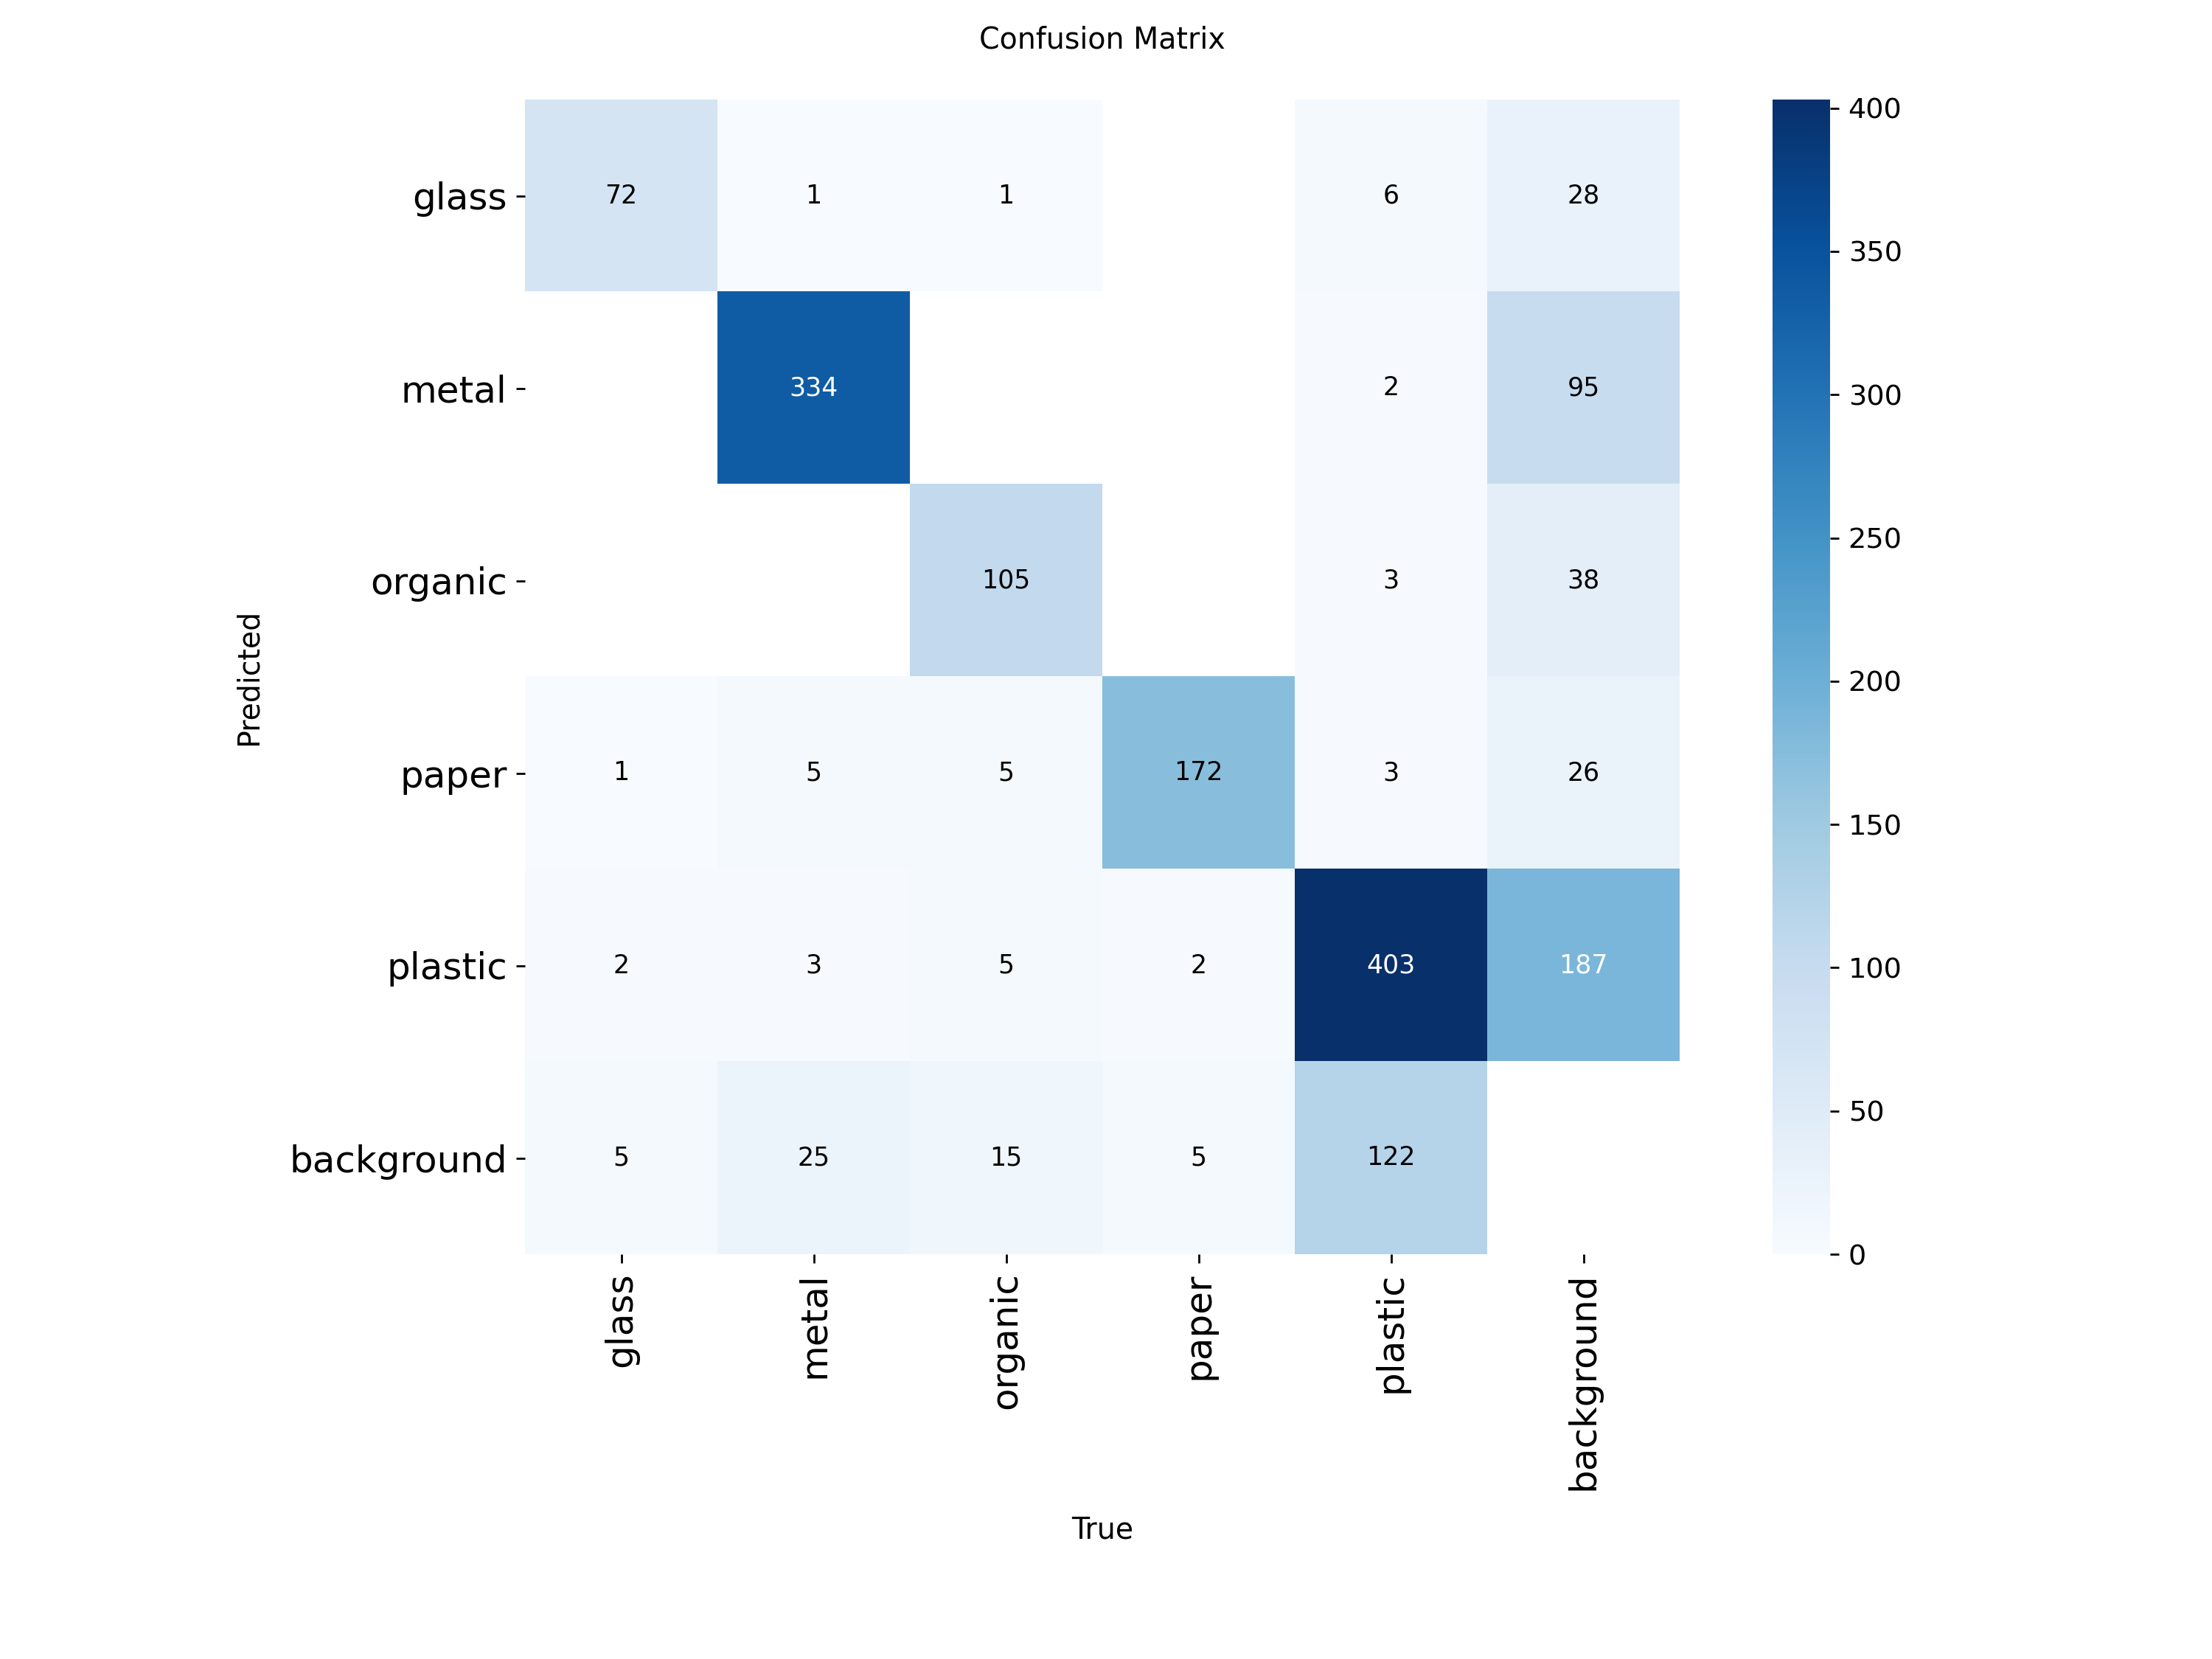 Confusion Matrix
glass 72 1 1 6 28
metal 334 2 95
organic 105 3 38
paper 1 5 5 172 3 26
plastic 2 3 5 2 403 187
background 5 25 15 5 122
glass metal organic paper plastic background
True
Predicted
400
350
300
250
200
150
100
50
0